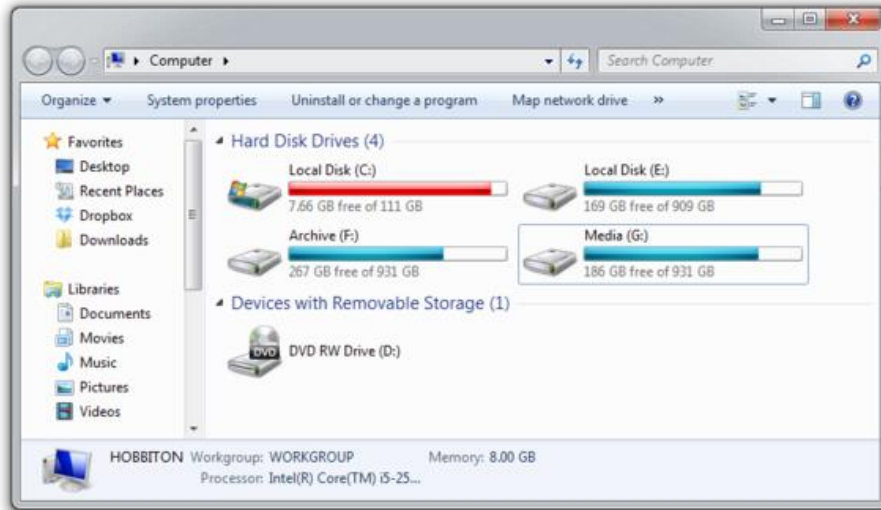 Computer
Search Computer
Organize
System properties
Uninstall or change a program
Map network drive
»
Favorites
Desktop
Recent Places
Dropbox
Downloads
Libraries
Documents
Movies
Music
Pictures
Videos
Hard Disk Drives (4)
Local Disk (C:)
7.66 GB free of 111 GB
Local Disk (E:)
169 GB free of 909 GB
Archive (F:)
267 GB free of 931 GB
Media (G:)
186 GB free of 931 GB
Devices with Removable Storage (1)
DVD
DVD RW Drive (D:)
HOBBITON Workgroup: WORKGROUP Memory: 8.00 GB
Processor: Intel(R) Core(TM) i5-25...